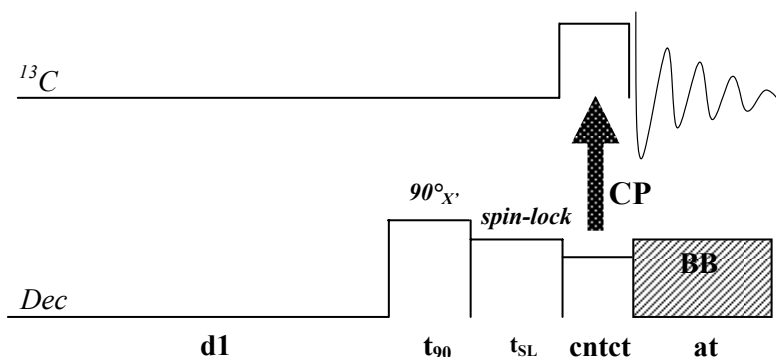 ¹³C
90°X'
CP
spin-lock
BB
Dec
d1 t₉₀ tSL cntct at